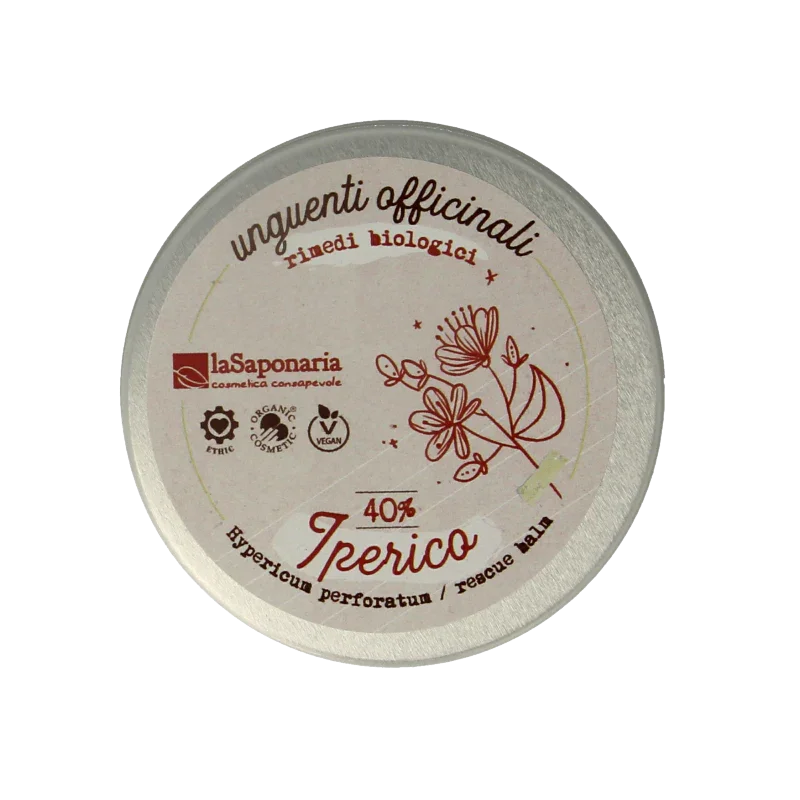 unguenti officinali
rimedi biologici
laSaponaria
cosmetica consapevole
ETHIC
ORGANIC®
COSMETIC
V
VEGAN
40%
Iperico
Hypericum perforatum / rescue balm